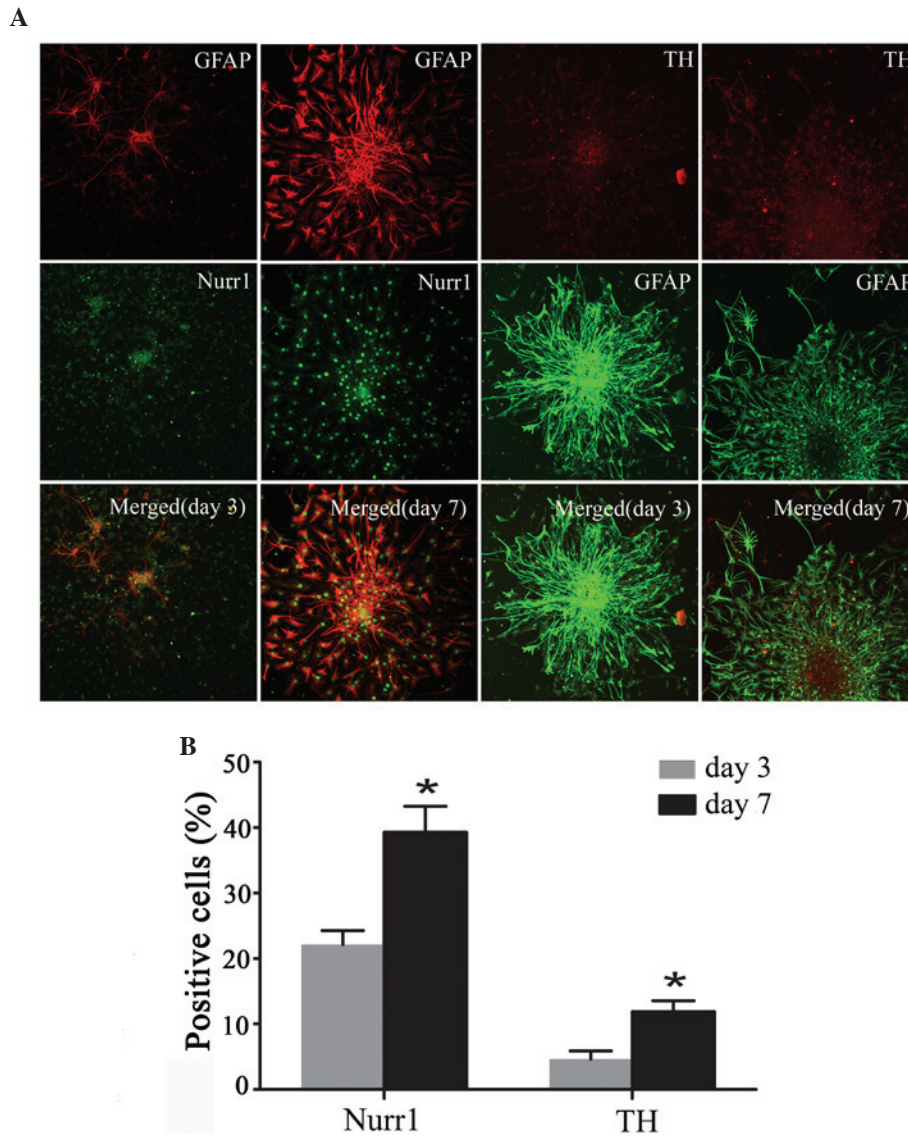 A
GFAP GFAP TH TH
Nurr1 Nurr1 GFAP GFAP
Merged(day 3) Merged(day 7) Merged(day 3) Merged(day 7)
B
Positive cells (%)
50
40
30
20
10
0
* *
day 3
day 7
Nurr1 TH